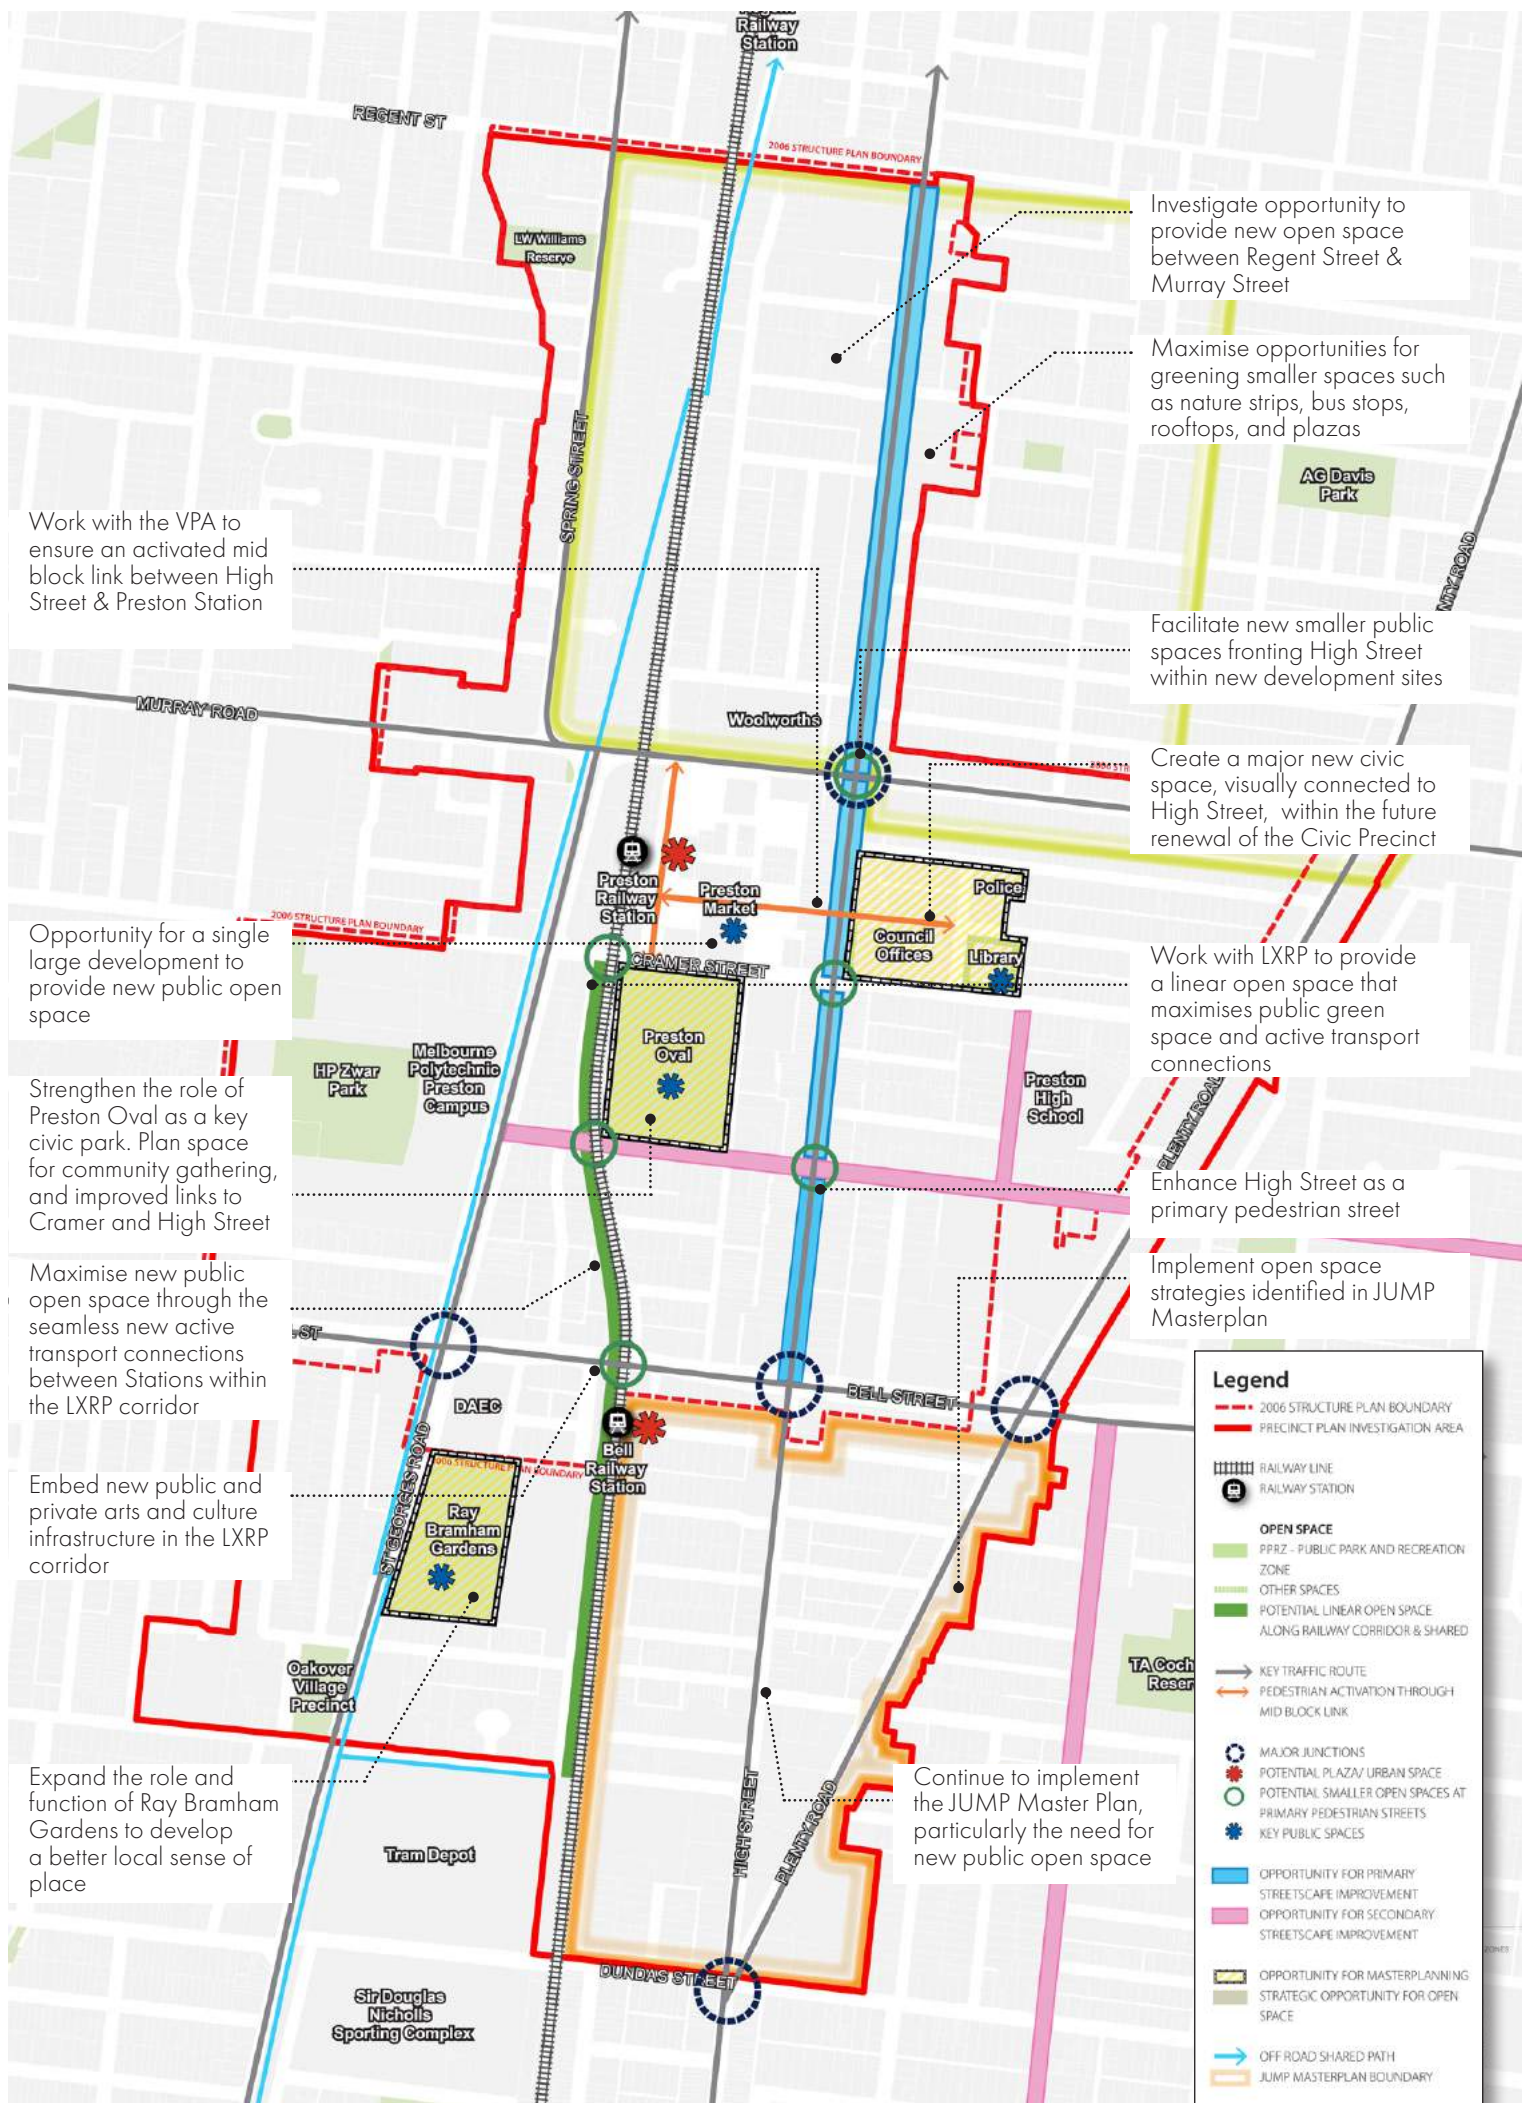 Railway
Station
REGENT ST
2006 STRUCTURE PLAN BOUNDARY
LW Williams
Reserve
Investigate opportunity to
provide new open space
between Regent Street &
Murray Street
Maximise opportunities for
greening smaller spaces such
as nature strips, bus stops,
rooftops, and plazas
SPRING STREET
AG Davis
Park
Work with the VPA to
ensure an activated mid
block link between High
Street & Preston Station
NTY ROAD
Facilitate new smaller public
spaces fronting High Street
within new development sites
MURRAY ROAD
Woolworths
Create a major new civic
space, visually connected to
High Street, within the future
renewal of the Civic Precinct
Preston
Railway
Station
Preston
Market
Police
Council
Offices
Library
2006 STRUCTURE PLAN BOUNDARY
Opportunity for a single
large development to
provide new public open
space
CRAMER STREET
Work with LXRP to provide
a linear open space that
maximises public green
space and active transport
connections
Preston
Oval
HP Zwar
Park
Melbourne
Polytechnic
Preston
Campus
Preston
High
School
Strengthen the role of
Preston Oval as a key
civic park. Plan space
for community gathering,
and improved links to
Cramer and High Street
PLENTY ROAD
Enhance High Street as a
primary pedestrian street
Maximise new public
open space through the
seamless new active
transport connections
between Stations within
the LXRP corridor
Implement open space
strategies identified in JUMP
Masterplan
ST
DAEC
BELL STREET
Bell
Railway
Station
ST GEORGES ROAD
2006 STRUCTURE PLAN BOUNDARY
Embed new public and
private arts and culture
infrastructure in the LXRP
corridor
Ray
Bramham
Gardens
Oakover
Village
Precinct
TA Coch
Reser
Expand the role and
function of Ray Bramham
Gardens to develop
a better local sense of
place
Tram Depot
HIGH STREET
PLENTY ROAD
Continue to implement
the JUMP Master Plan,
particularly the need for
new public open space
DUNDAS STREET
Sir Douglas
Nicholls
Sporting Complex
Legend
2006 STRUCTURE PLAN BOUNDARY
PRECINCT PLAN INVESTIGATION AREA
RAILWAY LINE
RAILWAY STATION
OPEN SPACE
PPRZ - PUBLIC PARK AND RECREATION
ZONE
OTHER SPACES
POTENTIAL LINEAR OPEN SPACE
ALONG RAILWAY CORRIDOR & SHARED
KEY TRAFFIC ROUTE
PEDESTRIAN ACTIVATION THROUGH
MID BLOCK LINK
MAJOR JUNCTIONS
POTENTIAL PLAZA/ URBAN SPACE
POTENTIAL SMALLER OPEN SPACES AT
PRIMARY PEDESTRIAN STREETS
KEY PUBLIC SPACES
OPPORTUNITY FOR PRIMARY
STREETSCAPE IMPROVEMENT
OPPORTUNITY FOR SECONDARY
STREETSCAPE IMPROVEMENT
OPPORTUNITY FOR MASTERPLANNING
STRATEGIC OPPORTUNITY FOR OPEN
SPACE
OFF ROAD SHARED PATH
JUMP MASTERPLAN BOUNDARY